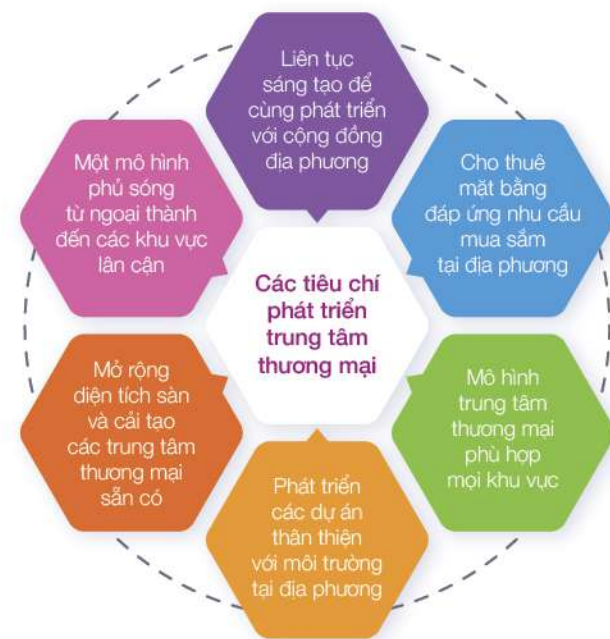 Liên tục
sáng tạo để
cùng phát triển
với cộng đồng
địa phương
Cho thuê
mặt bằng
đáp ứng nhu cầu
mua sắm
tại địa phương
Mô hình
trung tâm
thương mại
phù hợp
mọi khu vực
Phát triển
các dự án
thân thiện
với môi trường
tại địa phương
Mở rộng
diện tích sàn
và cải tạo
các trung tâm
thương mại
sẵn có
Một mô hình
phủ sóng
từ ngoại thành
đến các khu vực
lân cận
Các tiêu chí
phát triển
trung tâm
thương mại